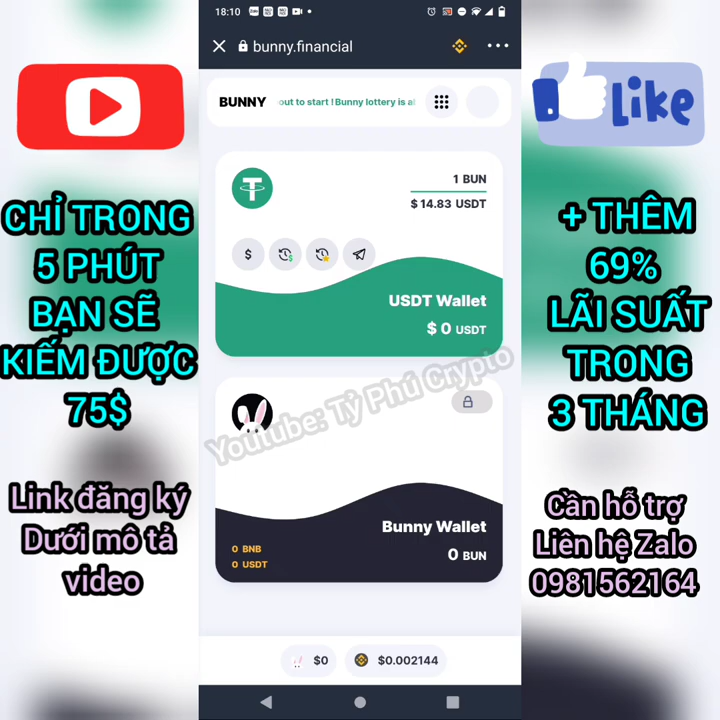 18:10
bunny.financial
BUNNY
out to start ! Bunny lottery is a
1 BUN
$ 14.83 USDT
USDT Wallet
$ 0 USDT
Youtube: Tỷ Phú Crypto
Bunny Wallet
0 BNB
0 BUN
0 USDT
$0
$0.002144
CHỈ TRONG
5 PHÚT
BẠN SẼ
KIẾM ĐƯỢC
75$
Link đăng ký
Dưới mô tả
video
Like
+ THÊM
69%
LÃI SUẤT
TRONG
3 THÁNG
Cần hỗ trợ
Liên hệ Zalo
0981562164